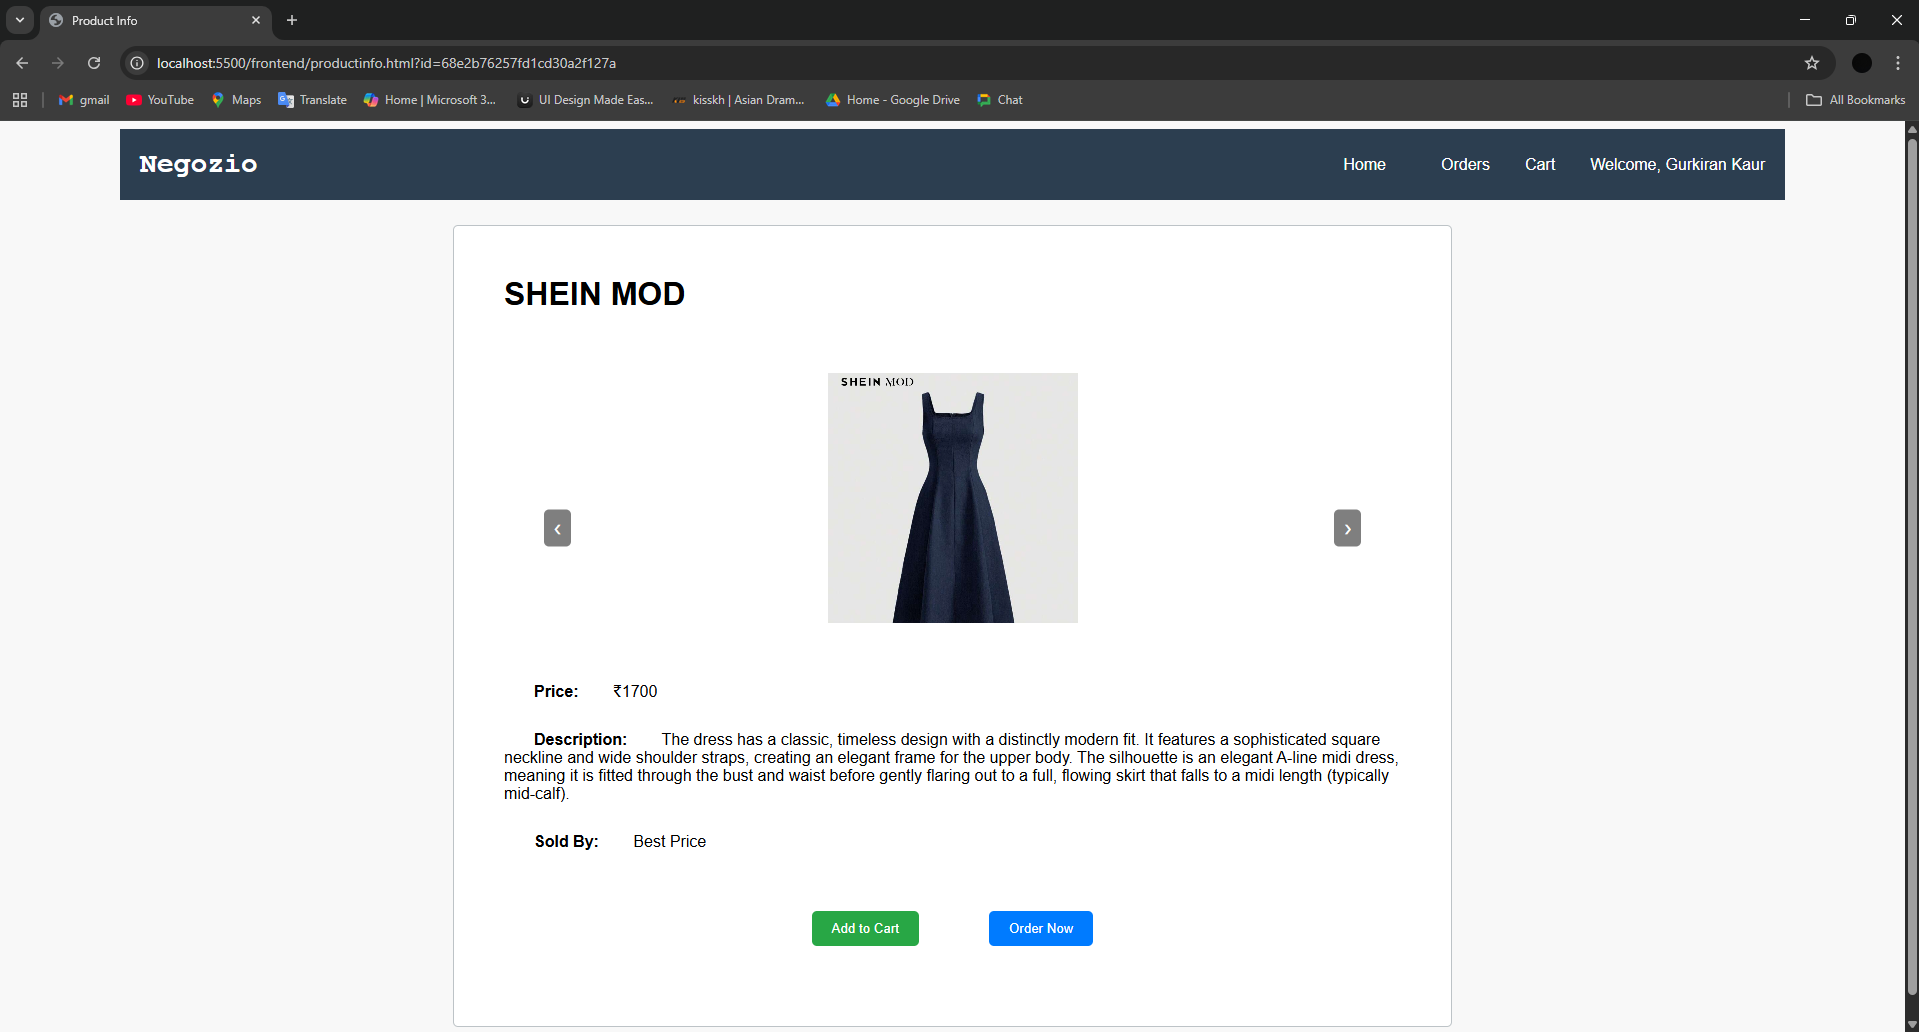 Product Info
localhost:5500/frontend/productinfo.html?id=68e2b76257fd1cd30a2f127a
gmail YouTube Maps Translate Home | Microsoft 3... UI Design Made Eas... kisskh | Asian Dram... Home - Google Drive Chat All Bookmarks
Negozio Home Orders Cart Welcome, Gurkiran Kaur
SHEIN MOD
SHEIN MOD
Price: ₹1700
Description: The dress has a classic, timeless design with a distinctly modern fit. It features a sophisticated square
neckline and wide shoulder straps, creating an elegant frame for the upper body. The silhouette is an elegant A-line midi dress,
meaning it is fitted through the bust and waist before gently flaring out to a full, flowing skirt that falls to a midi length (typically
mid-calf).
Sold By: Best Price
Add to Cart Order Now